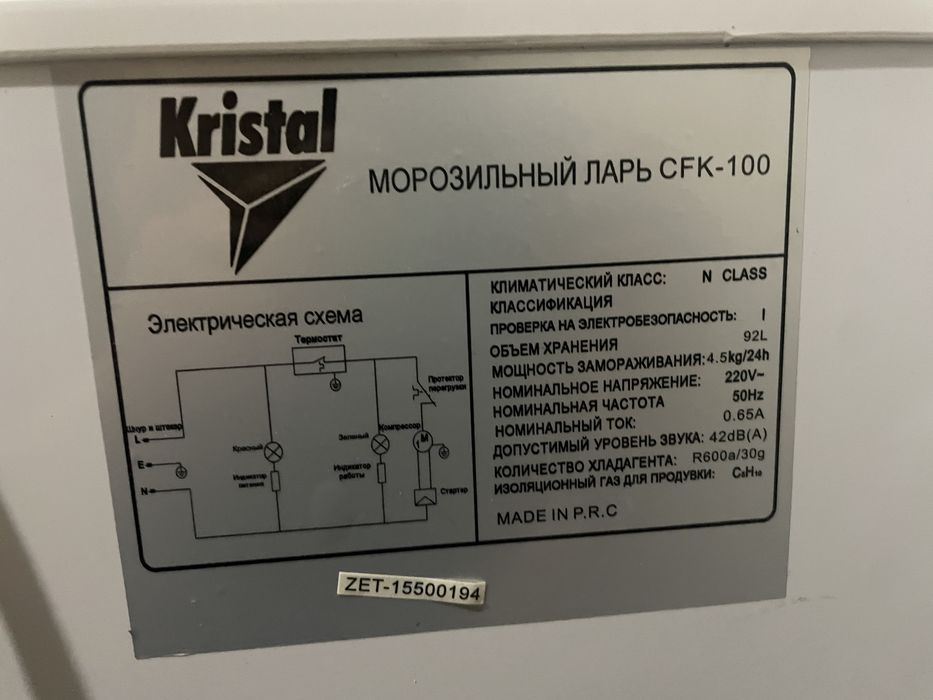 Kristal
МОРОЗИЛЬНЫЙ ЛАРЬ CFK-100
Электрическая схема
Термостат
Протектор
перегрузки
Шнур и штекер
L
Красный
Зеленый
Компрессор
M
1
E
Индикатор
питания
Индикатор
работы
N
Стартер
КЛИМАТИЧЕСКИЙ КЛАСС: N CLASS
КЛАССИФИКАЦИЯ
ПРОВЕРКА НА ЭЛЕКТРОБЕЗОПАСНОСТЬ: I
ОБЪЕМ ХРАНЕНИЯ 92L
МОЩНОСТЬ ЗАМОРАЖИВАНИЯ: 4.5kg/24h
НОМИНАЛЬНОЕ НАПРЯЖЕНИЕ: 220V~
НОМИНАЛЬНАЯ ЧАСТОТА 50Hz
НОМИНАЛЬНЫЙ ТОК: 0.65A
ДОПУСТИМЫЙ УРОВЕНЬ ЗВУКА: 42dB(A)
КОЛИЧЕСТВО ХЛАДАГЕНТА: R600a/30g
ИЗОЛЯЦИОННЫЙ ГАЗ ДЛЯ ПРОДУВКИ:
MADE IN P.R.C
ZET-15500194